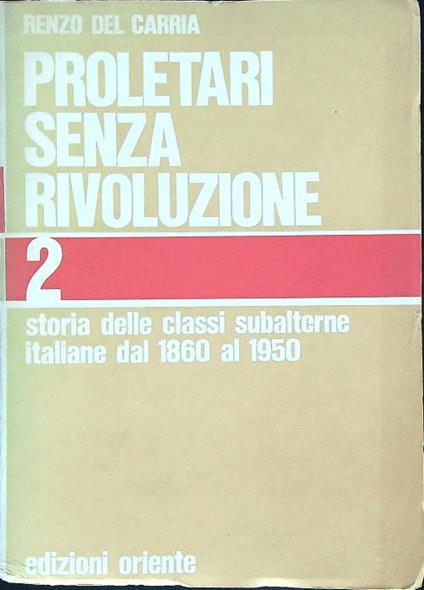 RENZO DEL CARRIA
PROLETARI
SENZA
RIVOLUZIONE
2
storia delle classi subalterne
italiane dal 1860 al 1950
edizioni oriente